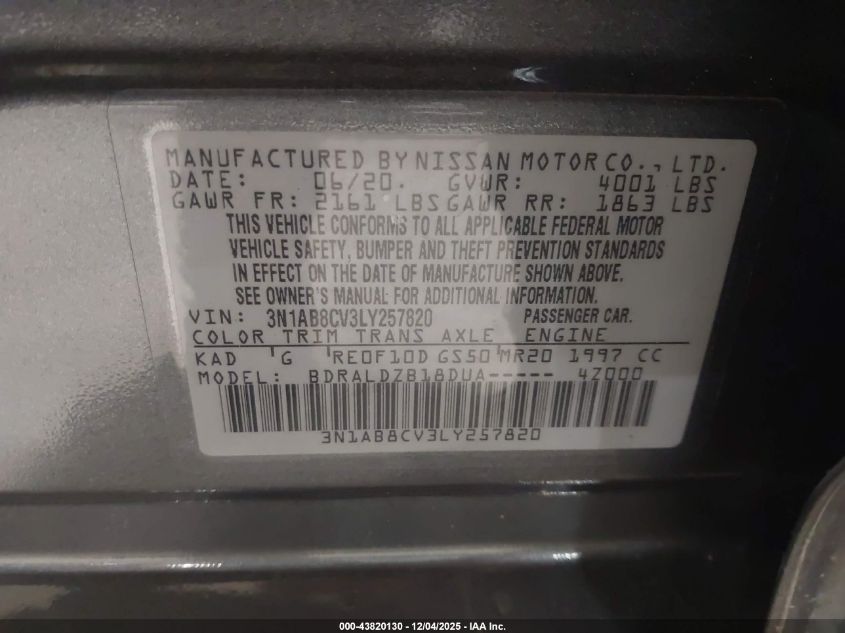 MANUFACTURED BY NISSAN MOTOR CO., LTD.
DATE: 06/20. GVWR: 4001 LBS
GAWR FR: 2161 LBS GAWR RR: 1863 LBS
THIS VEHICLE CONFORMS TO ALL APPLICABLE FEDERAL MOTOR
VEHICLE SAFETY, BUMPER AND THEFT PREVENTION STANDARDS
IN EFFECT ON THE DATE OF MANUFACTURE SHOWN ABOVE.
SEE OWNER'S MANUAL FOR ADDITIONAL INFORMATION.
VIN: 3N1AB8CV3LY257820 PASSENGER CAR.
COLOR TRIM TRANS AXLE ENGINE
KAD 'G 'RE0F10D GS50'MR20 1997 CC
MODEL: BDRALDZB18DUA----- 4Z000
3N1AB8CV3LY257820
000-43820130 - 12/04/2025 - IAA Inc.